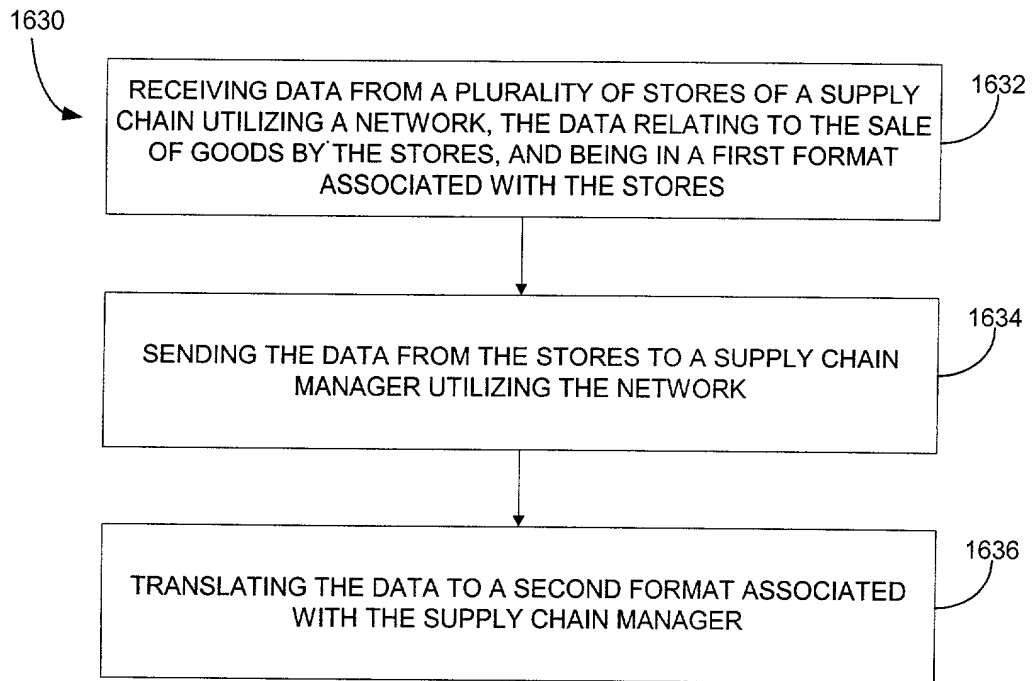 1630
RECEIVING DATA FROM A PLURALITY OF STORES OF A SUPPLY
CHAIN UTILIZING A NETWORK, THE DATA RELATING TO THE SALE
OF GOODS BY THE STORES, AND BEING IN A FIRST FORMAT
ASSOCIATED WITH THE STORES
1632
SENDING THE DATA FROM THE STORES TO A SUPPLY CHAIN
MANAGER UTILIZING THE NETWORK
1634
TRANSLATING THE DATA TO A SECOND FORMAT ASSOCIATED
WITH THE SUPPLY CHAIN MANAGER
1636